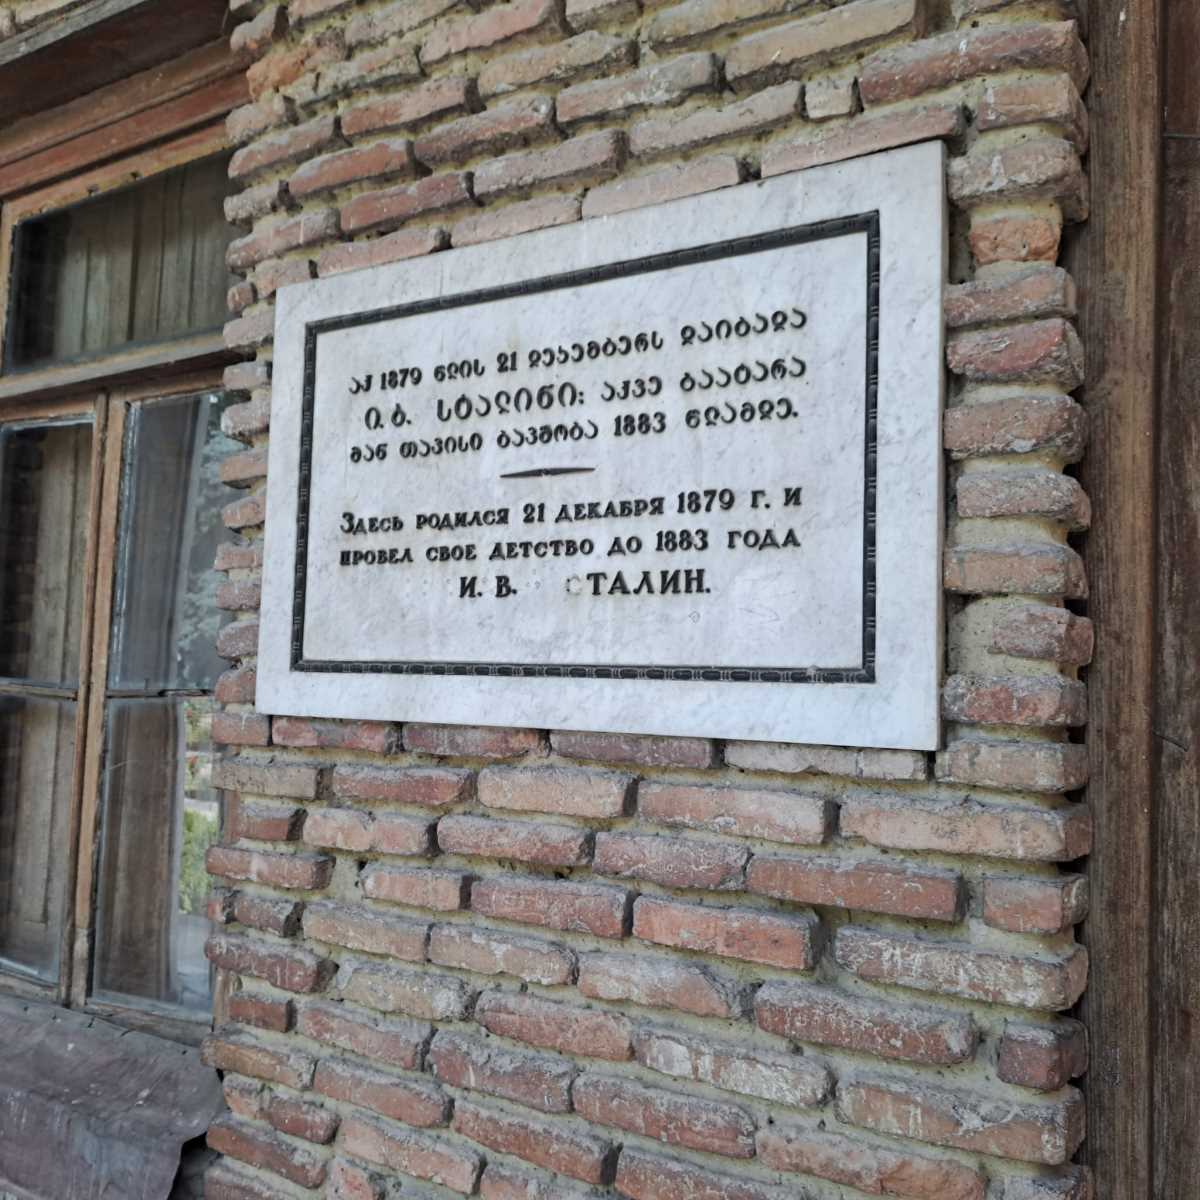 აქ 1879 წლის 21 დეკემბერს დაიბადა
ი. ბ. სტალინი: აქვე გაატარა
მან თავისი ბავშობა 1883 წლამდე.
Здесь родился 21 декабря 1879 г. и
провел свое детство до 1883 года
И. В. Сталин.